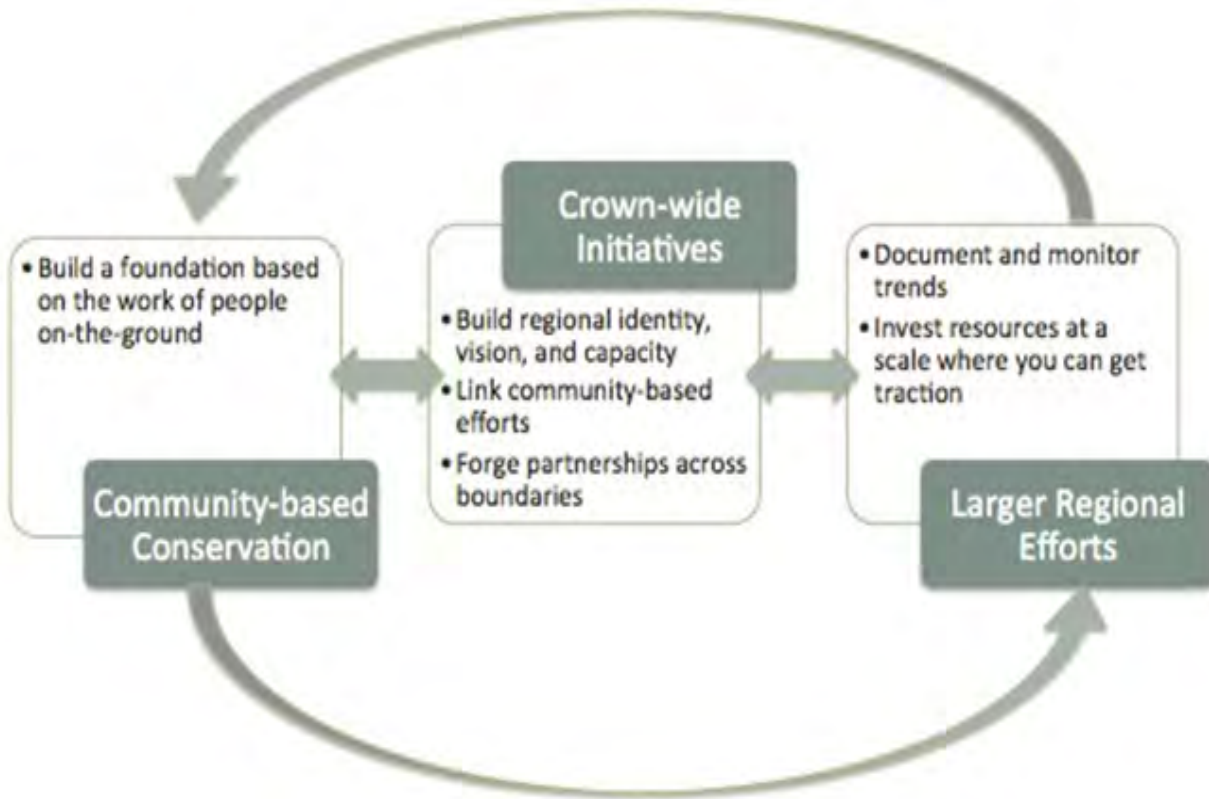 • Build a foundation based
on the work of people
on-the-ground
Community-based
Conservation
Crown-wide
Initiatives
• Build regional identity,
vision, and capacity
• Link community-based
efforts
• Forge partnerships across
boundaries
• Document and monitor
trends
• Invest resources at a
scale where you can get
traction
Larger Regional
Efforts